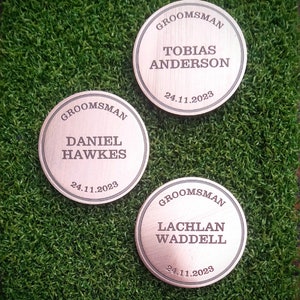 GROOMSMAN
TOBIAS
ANDERSON
24.11.2023
GROOMSMAN
DANIEL
HAWKES
24.11.2023
GROOMSMAN
LACHLAN
WADDELL
24.11.2023